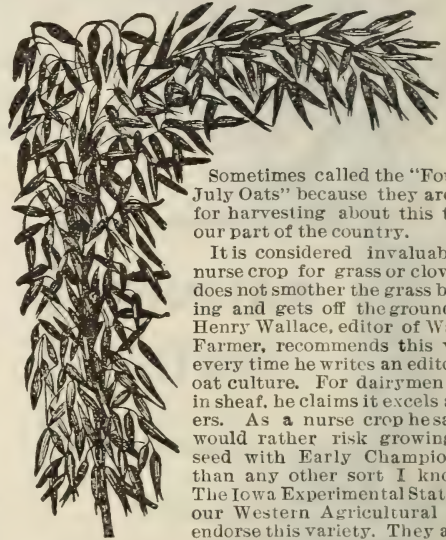 Sometimes called the "Fou
July Oats" because they are
for harvesting about this t
our part of the country.
It is considered invaluab
nurse crop for grass or clov
does not smother the grass b
ing and gets off the ground
Henry Wallace, editor of W
Farmer, recommends this v
every time he writes an edito
oat culture. For dairymen
in sheaf, he claims it excels a
ers. As a nurse crop he sa
would rather risk growing
seed with Early Champio
than any other sort I kno
The Iowa Experimental Stat
our Western Agricultural
endorse this variety. They a